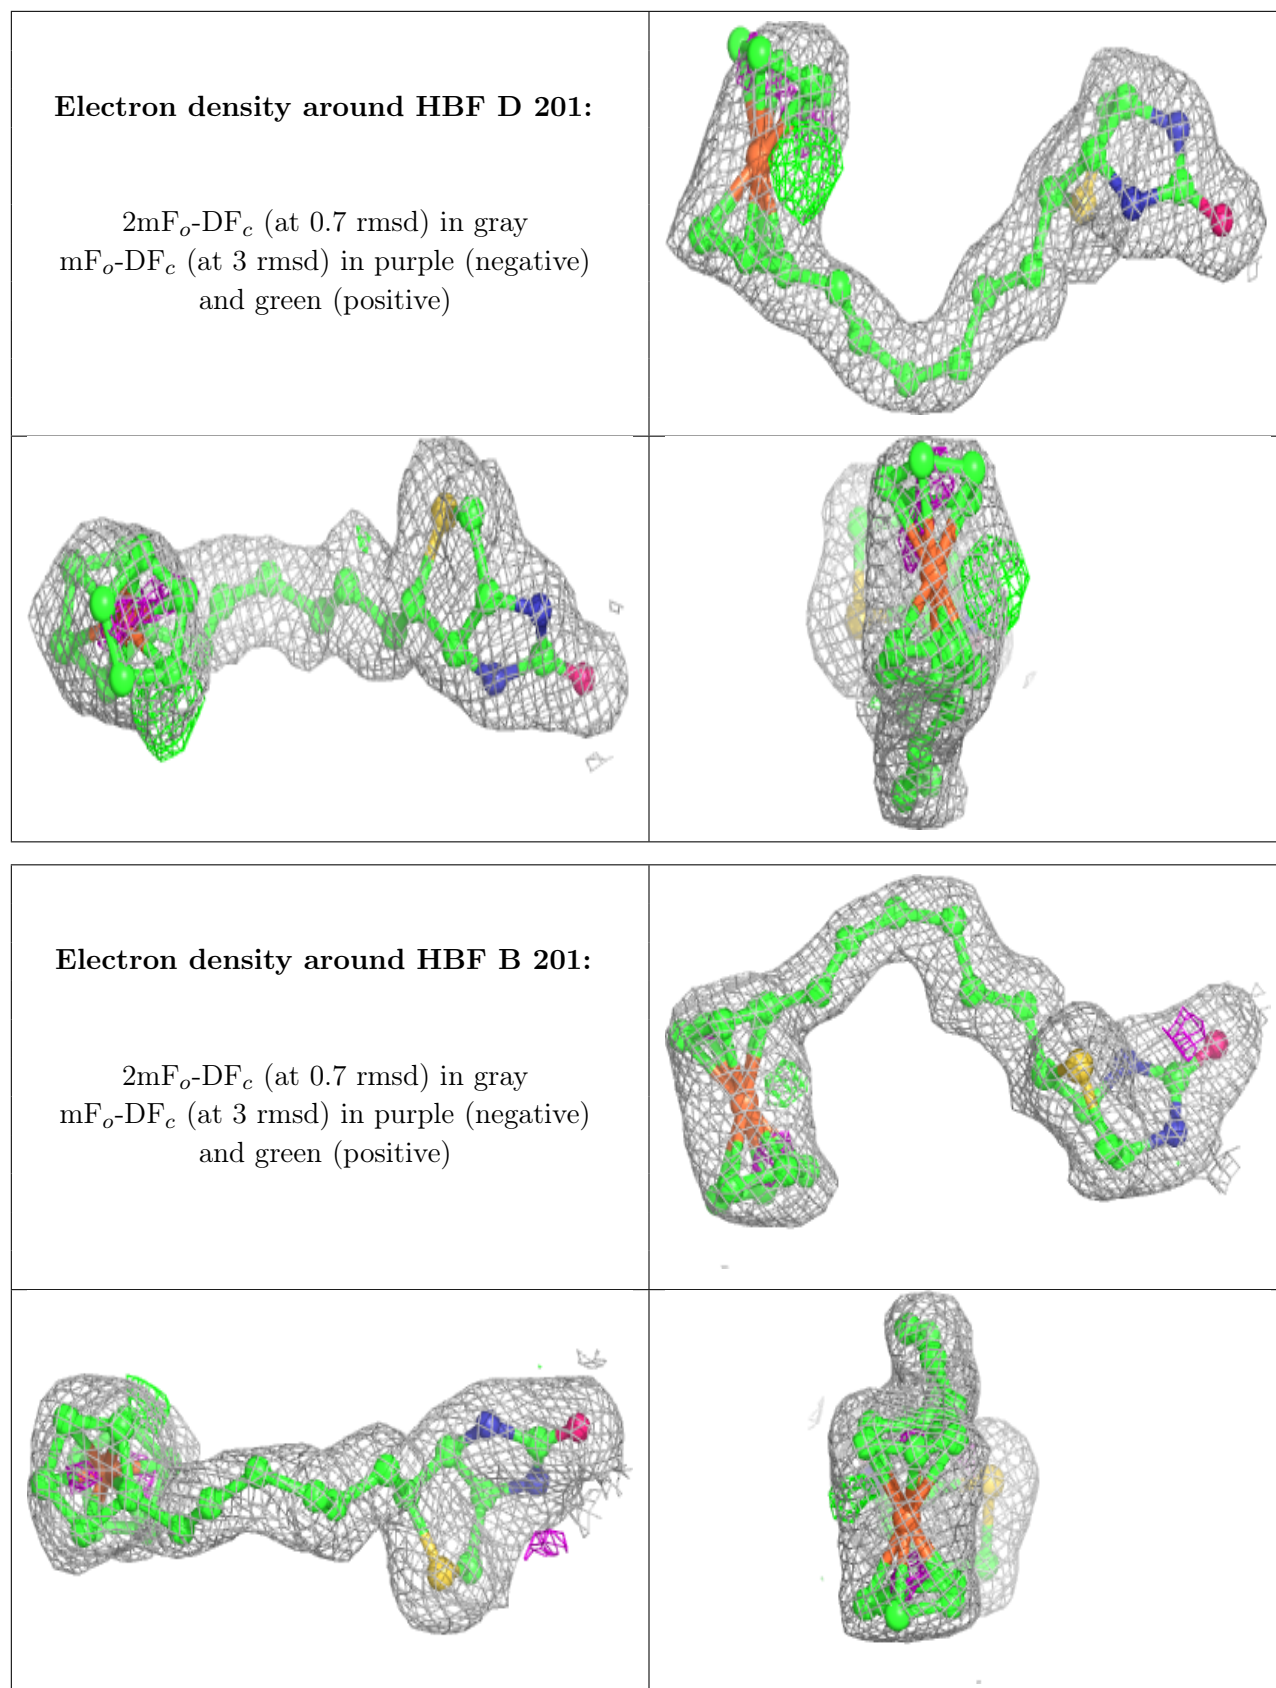 Electron density around HBF D 201:
2mFo-DFc (at 0.7 rmsd) in gray
mFo-DFc (at 3 rmsd) in purple (negative)
and green (positive)
Electron density around HBF B 201:
2mFo-DFc (at 0.7 rmsd) in gray
mFo-DFc (at 3 rmsd) in purple (negative)
and green (positive)